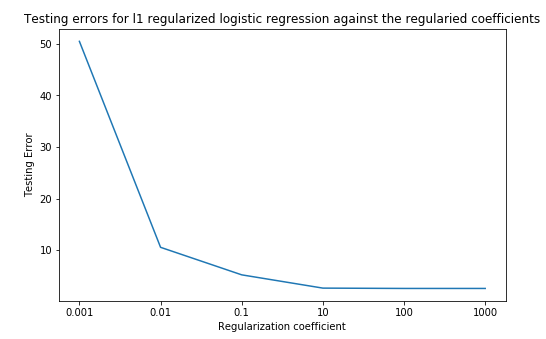 Testing errors for l1 regularized logistic regression against the regularied coefficients
50
40
30
20
10
Testing Error
0.001 0.01 0.1 10 100 1000
Regularization coefficient